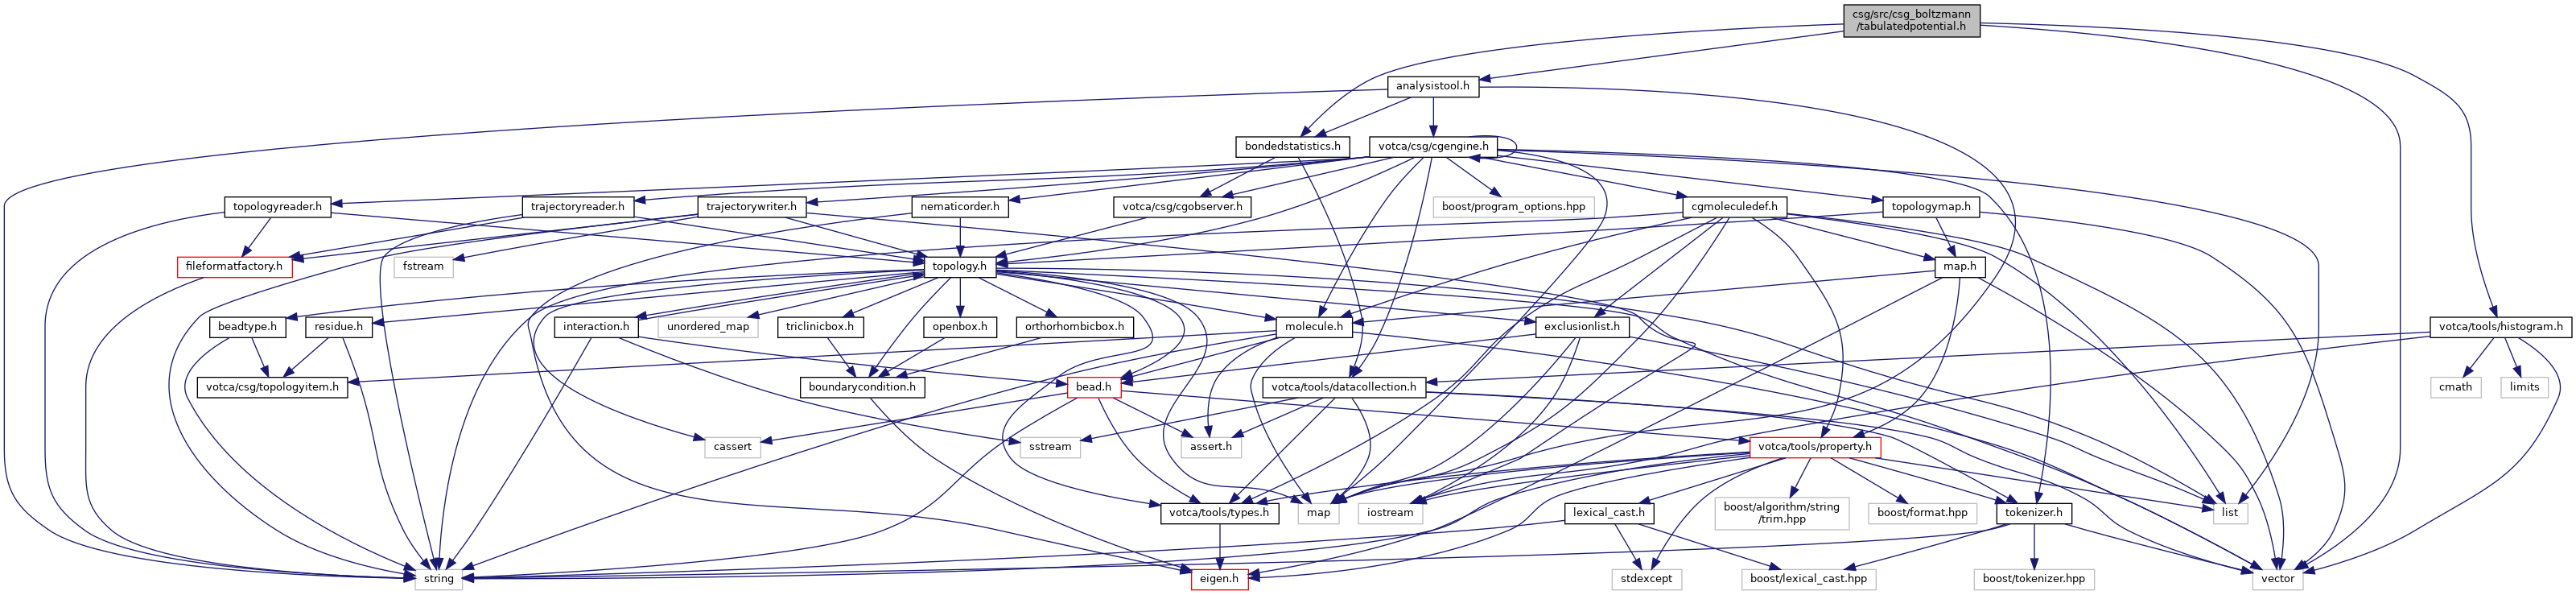 csg/src/csg_boltzmann
/tabulatedpotential.h
analysistool.h
bondedstatistics.h
votca/csg/cgengine.h
topologyreader.h
trajectoryreader.h
trajectorywriter.h
nematicorder.h
votca/csg/cgobserver.h
boost/program_options.hpp
cgmoleculedef.h
topologymap.h
fileformatfactory.h
fstream
topology.h
map.h
beadtype.h
residue.h
interaction.h
unordered_map
triclinicbox.h
openbox.h
orthorhombicbox.h
molecule.h
exclusionlist.h
votca/tools/histogram.h
votca/csg/topologyitem.h
boundarycondition.h
bead.h
votca/tools/datacollection.h
cmath
limits
cassert
sstream
assert.h
votca/tools/property.h
votca/tools/types.h
map
iostream
lexical_cast.h
boost/algorithm/string
/trim.hpp
boost/format.hpp
tokenizer.h
list
string
eigen.h
stdexcept
boost/lexical_cast.hpp
boost/tokenizer.hpp
vector